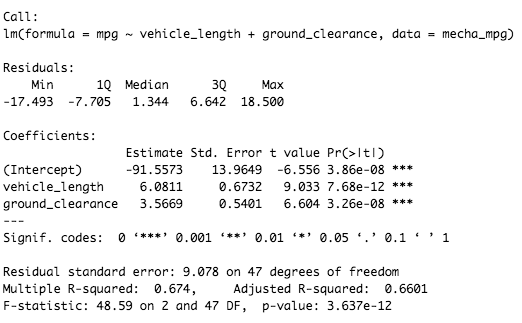 Call:
lm(formula = mpg ~ vehicle_length + ground_clearance, data = mecha_mpg)
Residuals:
    Min      1Q  Median      3Q     Max
-17.493  -7.705   1.344   6.642  18.500
Coefficients:
                 Estimate Std. Error t value Pr(>|t|)
(Intercept)      -91.5573    13.9649  -6.556 3.86e-08 ***
vehicle_length     6.0811     0.6732   9.033 7.68e-12 ***
ground_clearance   3.5669     0.5401   6.604 3.26e-08 ***
---
Signif. codes:  0 ‘***’ 0.001 ‘**’ 0.01 ‘*’ 0.05 ‘.’ 0.1 ‘ ’ 1
Residual standard error: 9.078 on 47 degrees of freedom
Multiple R-squared:  0.674,     Adjusted R-squared:  0.6601
F-statistic: 48.59 on 2 and 47 DF,  p-value: 3.637e-12